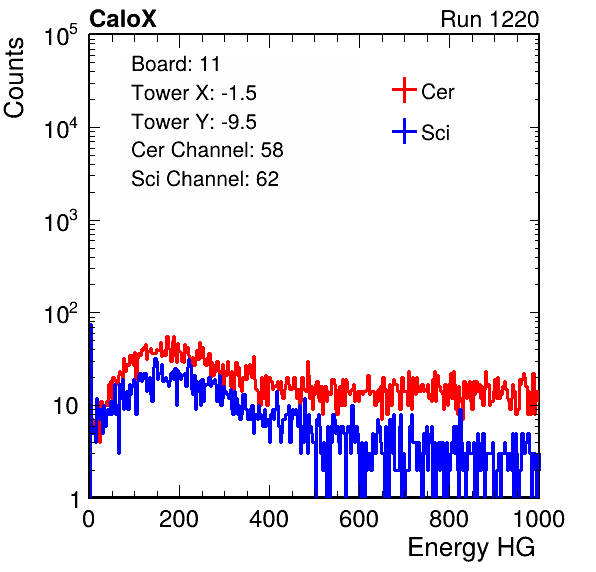 CaloX Run 1220
Counts
10^5
10^4
10^3
10^2
10
1
Board: 11
Tower X: -1.5
Tower Y: -9.5
Cer Channel: 58
Sci Channel: 62
Cer
Sci
0 200 400 600 800 1000
Energy HG